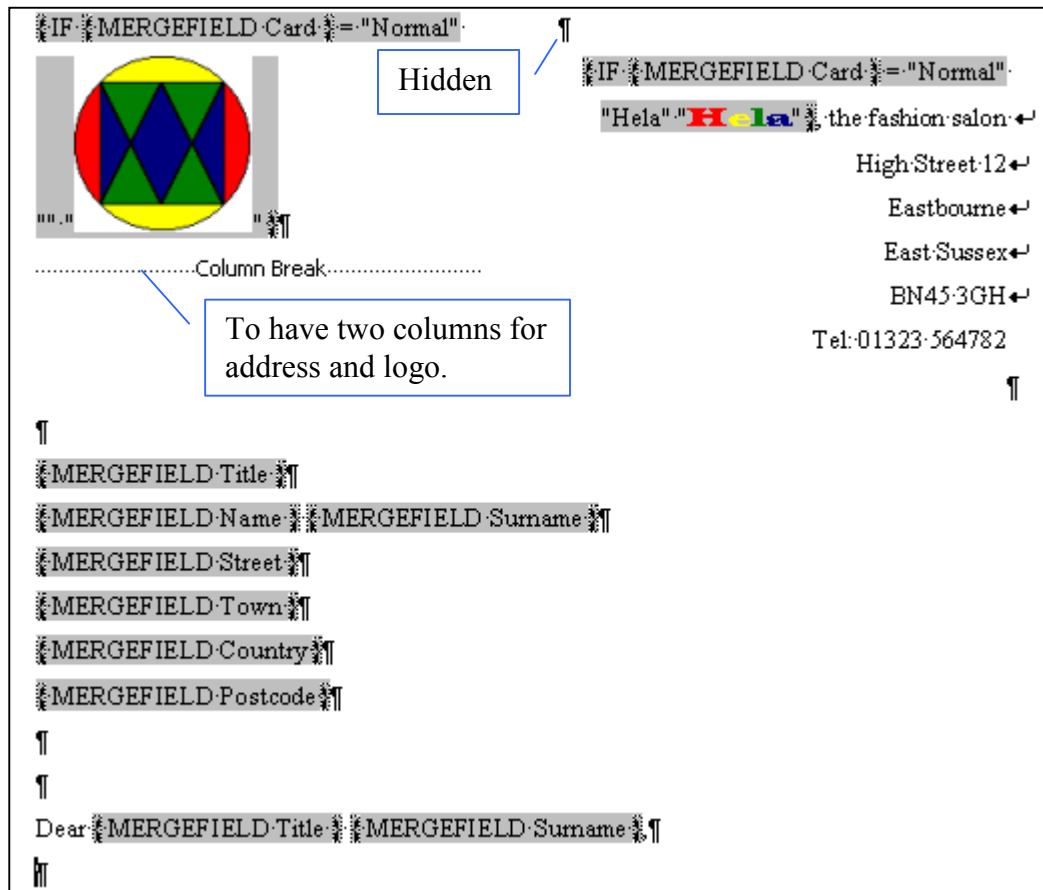 { IF { MERGEFIELD Card } = "Normal"
"" "
" }¶
Column Break
Hidden
¶
{ IF { MERGEFIELD Card } = "Normal"
"Hela" "Hela" }, the fashion salon ↵
High Street 12↵
Eastbourne↵
East Sussex↵
BN45 3GH↵
Tel: 01323 564782
¶
To have two columns for
address and logo.
¶
{ MERGEFIELD Title }¶
{ MERGEFIELD Name } { MERGEFIELD Surname }¶
{ MERGEFIELD Street }¶
{ MERGEFIELD Town }¶
{ MERGEFIELD Country }¶
{ MERGEFIELD Postcode }¶
¶
¶
Dear { MERGEFIELD Title } { MERGEFIELD Surname },¶
¶